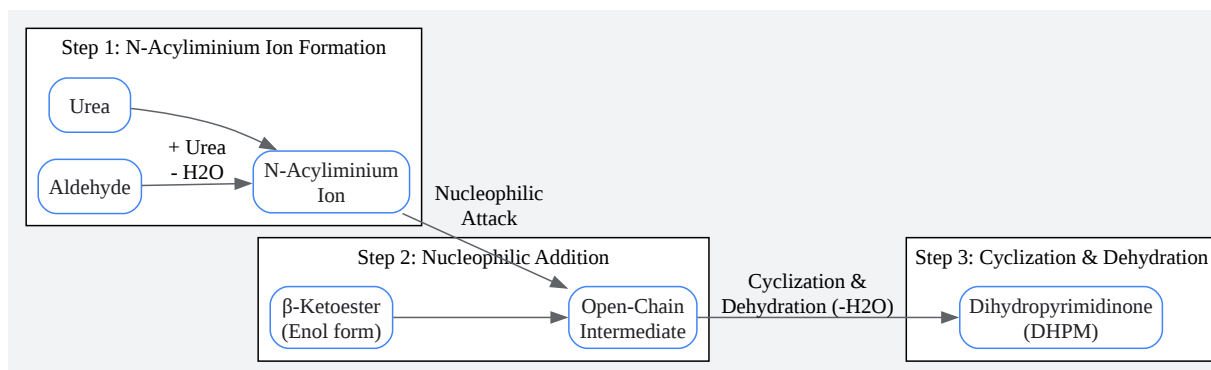 Step 1: N-Acyliminium Ion Formation
Urea
+ Urea
- H2O
Aldehyde
N-Acyliminium
Ion
Nucleophilic
Attack
Step 2: Nucleophilic Addition
β-Ketoester
(Enol form)
Open-Chain
Intermediate
Cyclization &
Dehydration (-H2O)
Step 3: Cyclization & Dehydration
Dihydropyrimidinone
(DHPM)